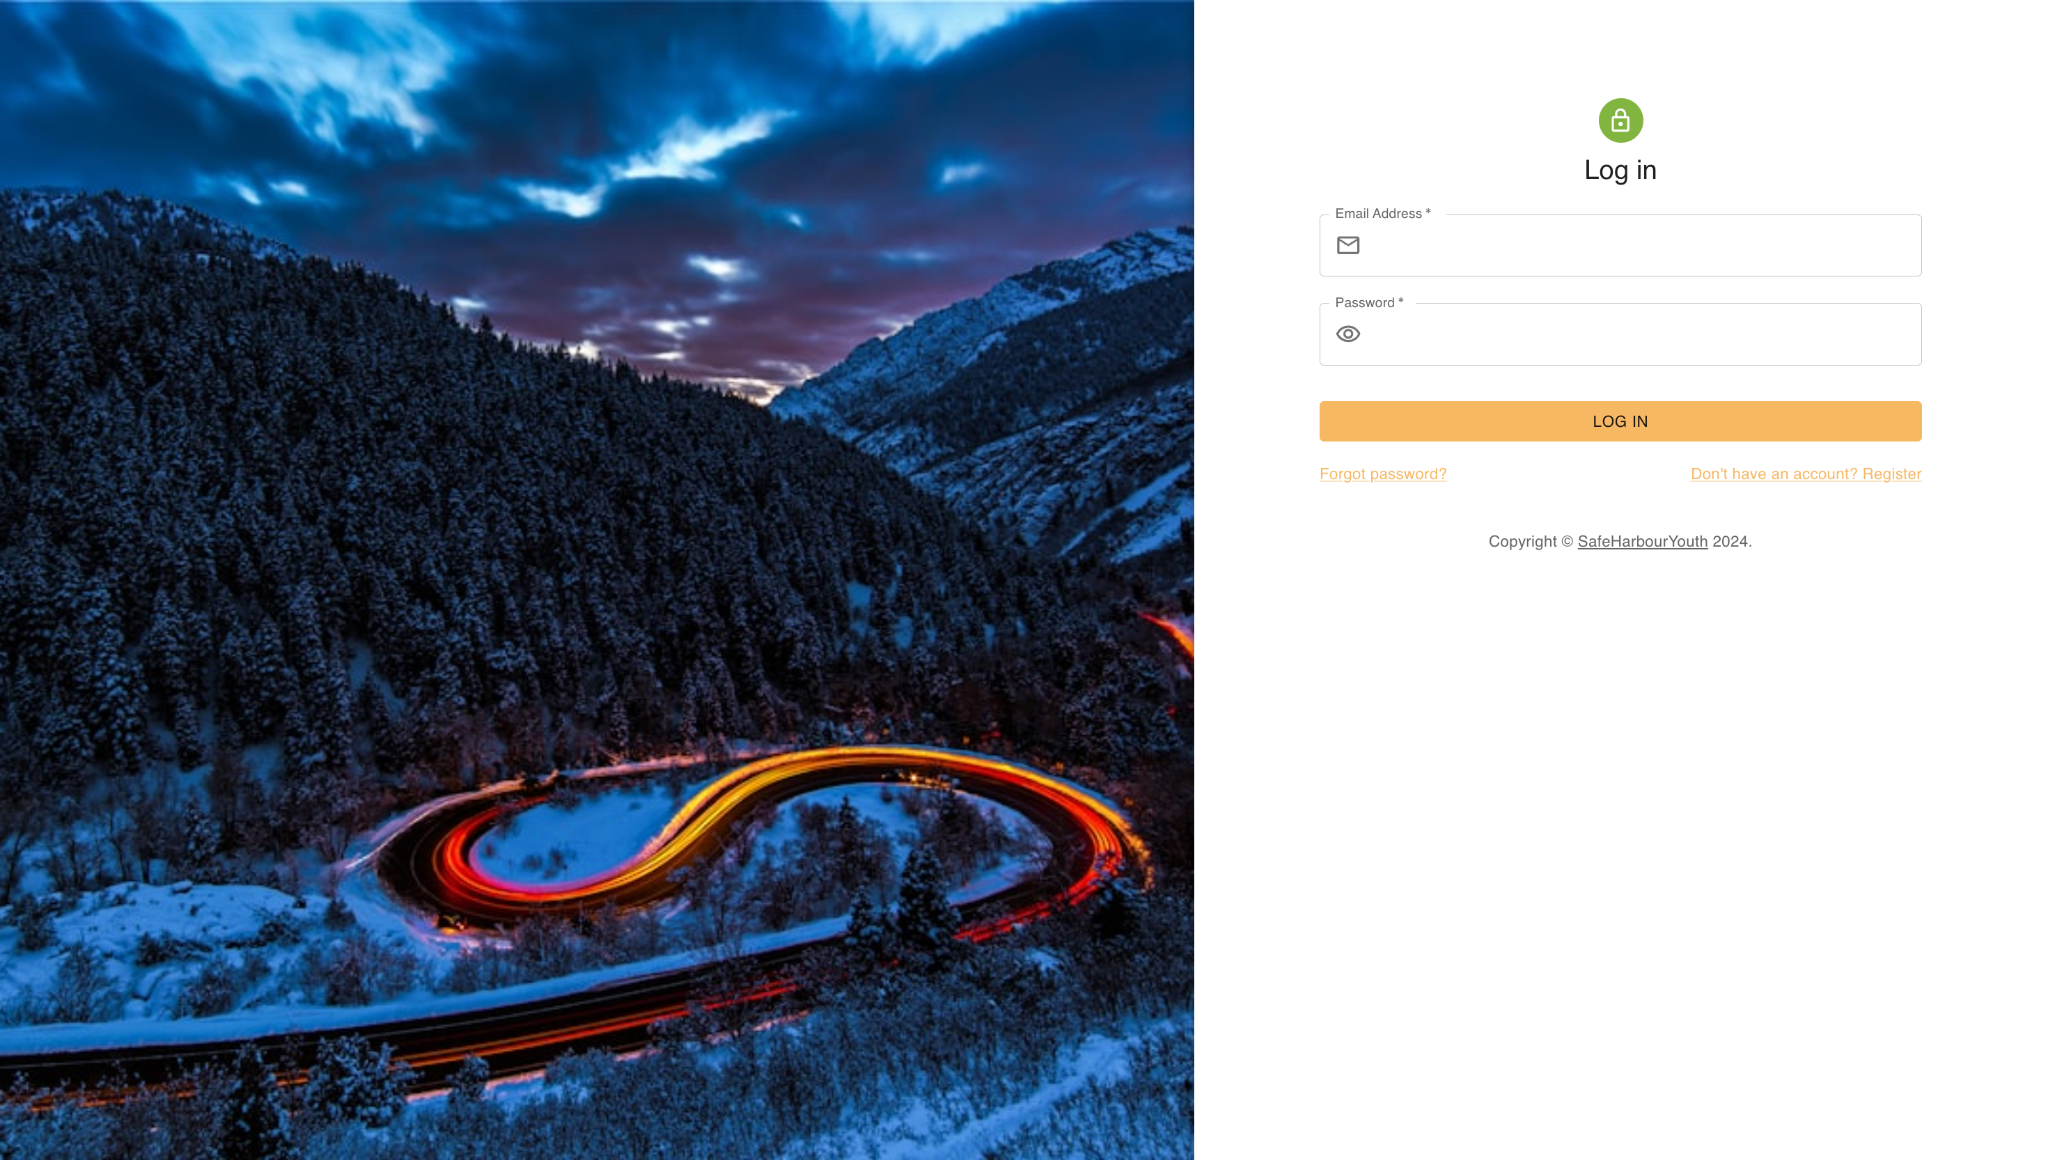 Log in
Email Address *
Password *
LOG IN
Forgot password?
Don't have an account? Register
Copyright © SafeHarbourYouth 2024.